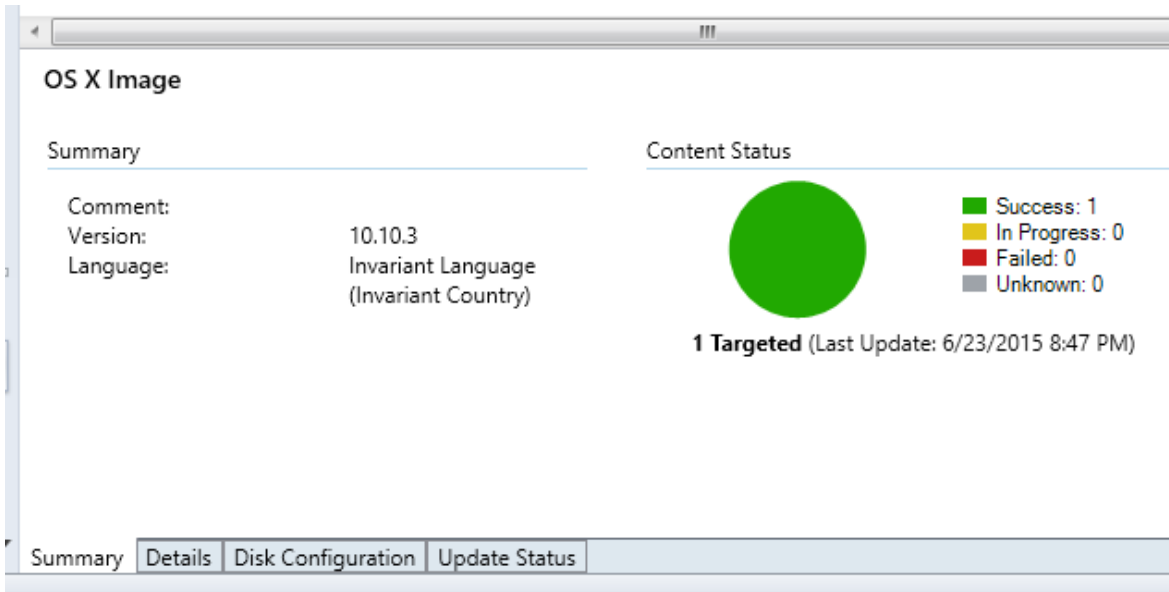 OS X Image
Summary
Comment:
Version: 10.10.3
Language: Invariant Language
(Invariant Country)
Content Status
Success: 1
In Progress: 0
Failed: 0
Unknown: 0
1 Targeted (Last Update: 6/23/2015 8:47 PM)
Summary Details Disk Configuration Update Status